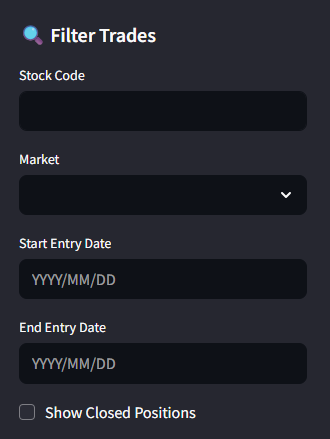 Filter Trades
Stock Code
Market
Start Entry Date
YYYY/MM/DD
End Entry Date
YYYY/MM/DD
Show Closed Positions